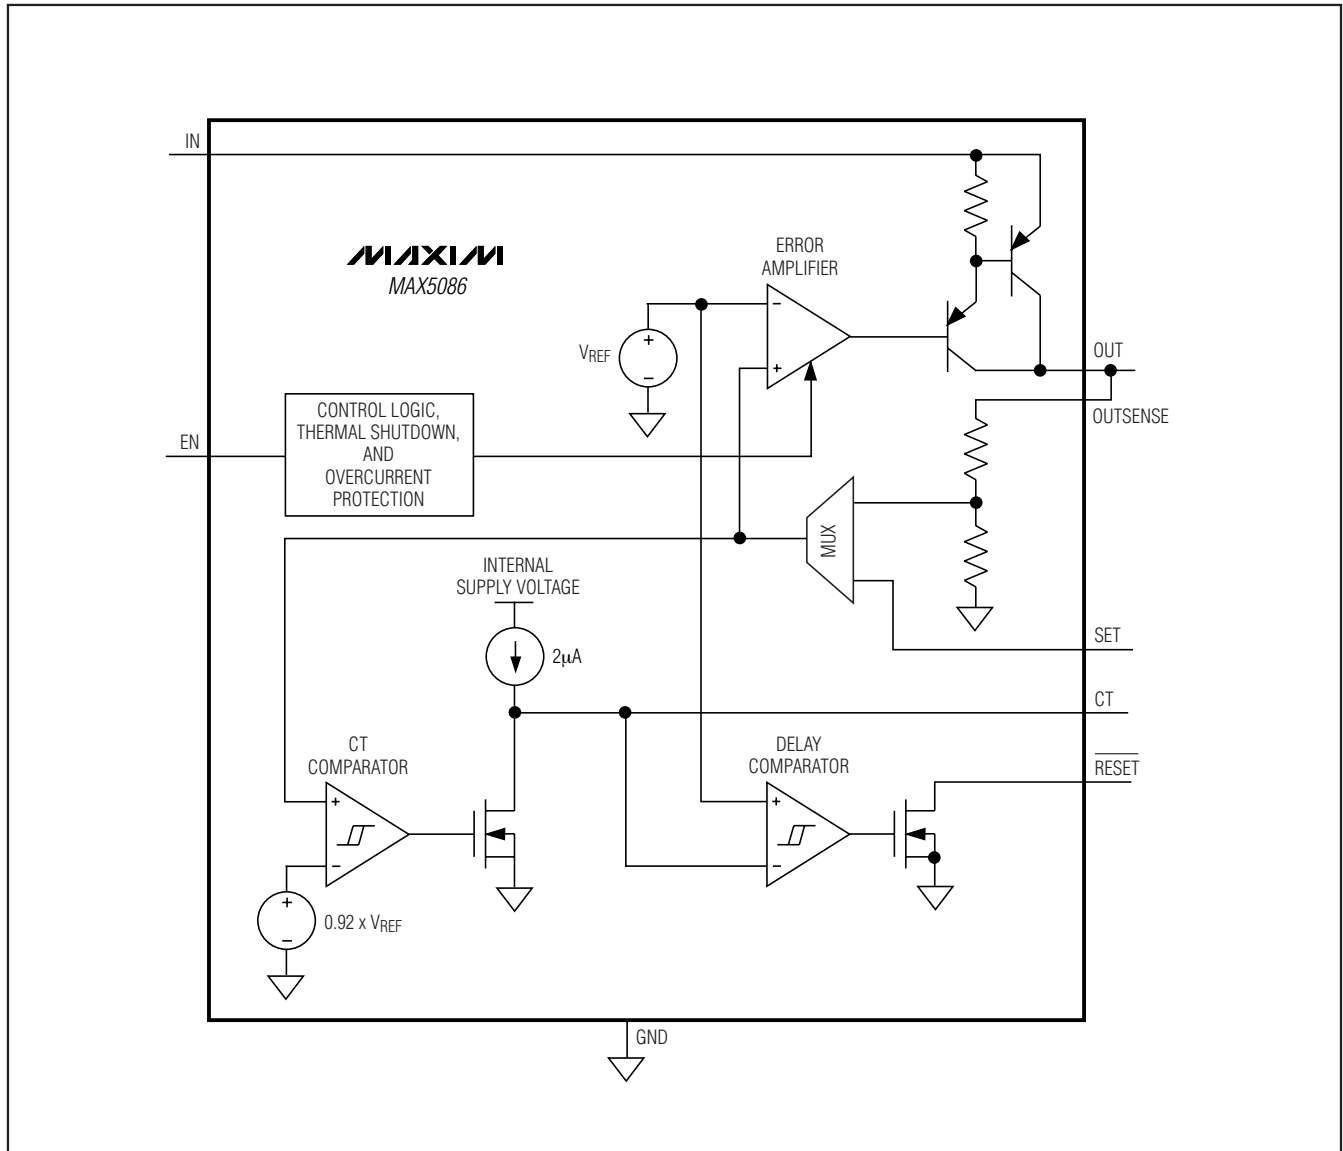 IN
MAXIM
MAX5086
ERROR
AMPLIFIER
−
+
VREF
+
−
OUT
OUTSENSE
CONTROL LOGIC,
THERMAL SHUTDOWN,
AND
OVERCURRENT
PROTECTION
EN
MUX
INTERNAL
SUPPLY VOLTAGE
2µA
SET
CT
RESET
CT
COMPARATOR
+
−
DELAY
COMPARATOR
+
−
+
−
0.92 x VREF
GND